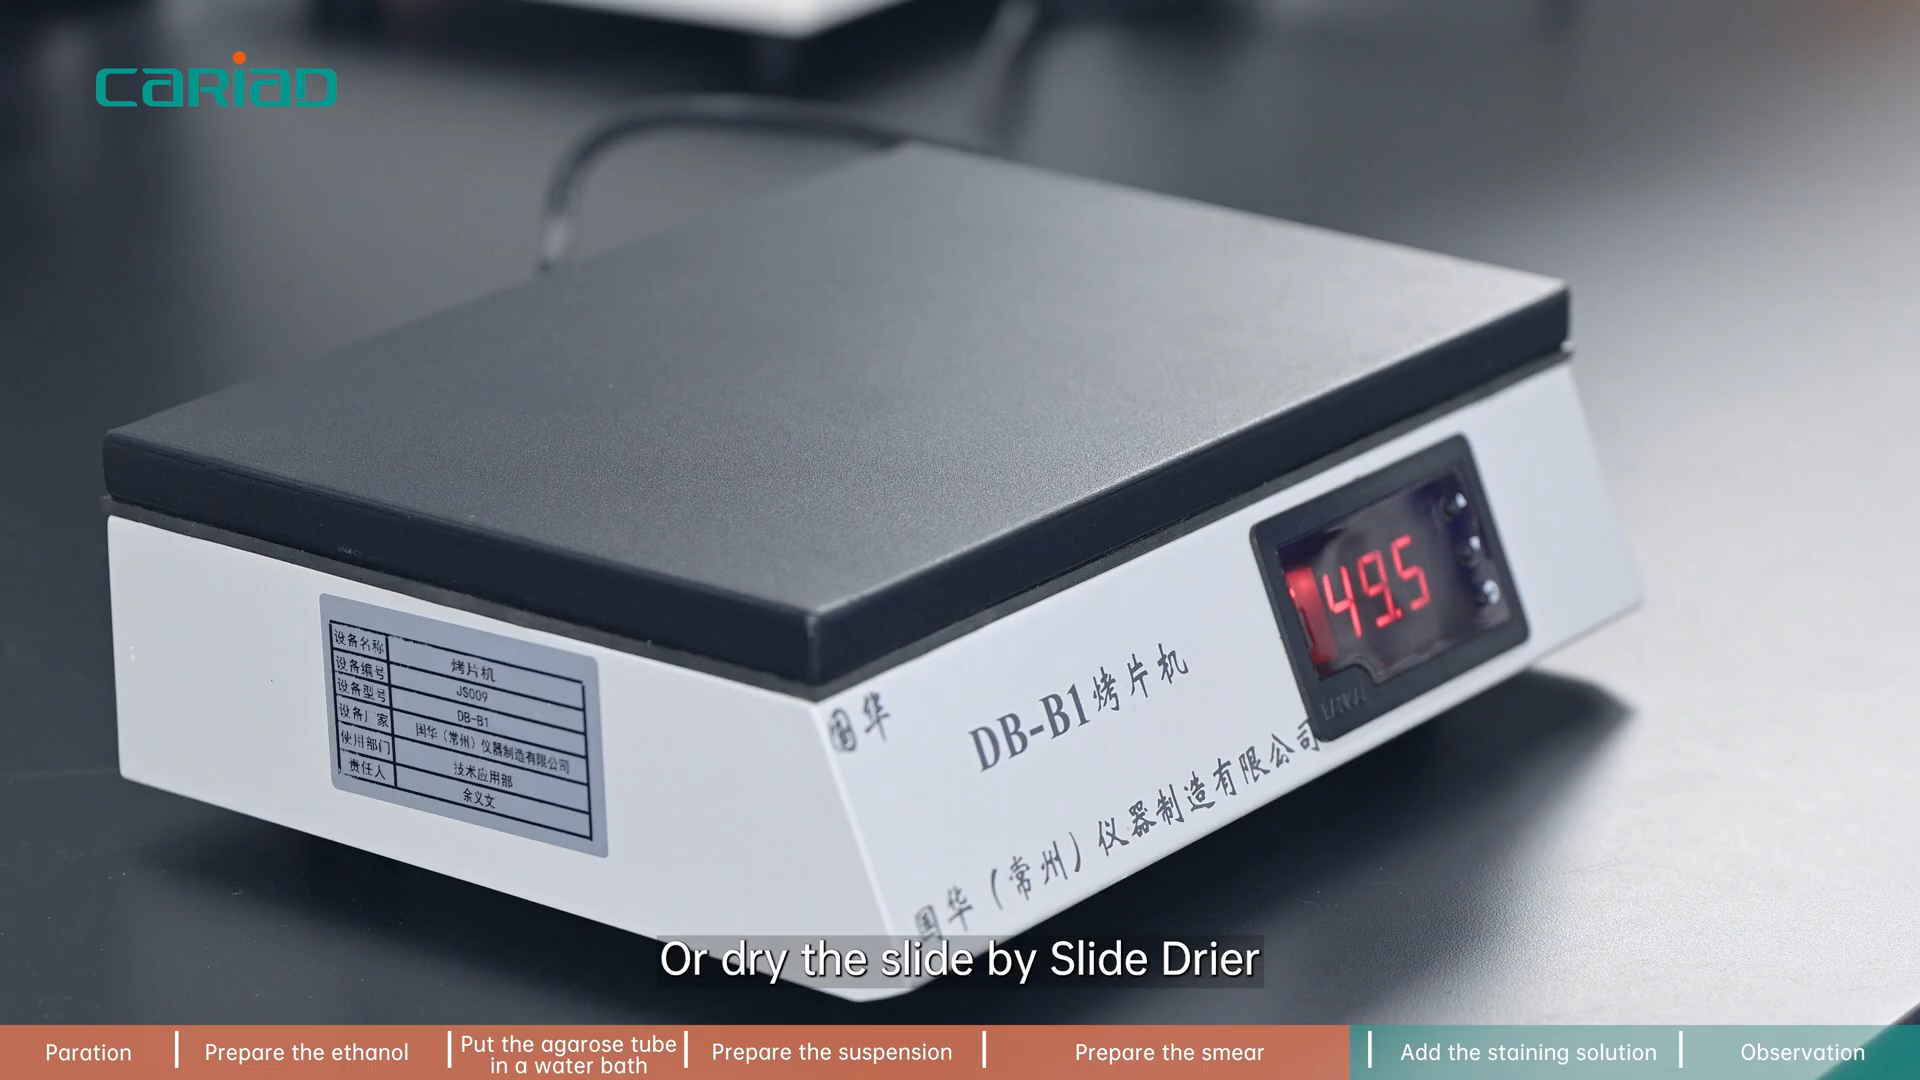 CARIAD
设备名称 烤片机
设备编号 JS009
设备型号 DB-B1
设备厂家 国华（常州）仪器制造有限公司
使用部门 技术应用部
责任人 余义文
国华
DB-B1烤片机
49.5
国华（常州）仪器制造有限公司
Or dry the slide by Slide Drier
Paration
Prepare the ethanol
Put the agarose tube
in a water bath
Prepare the suspension
Prepare the smear
Add the staining solution
Observation